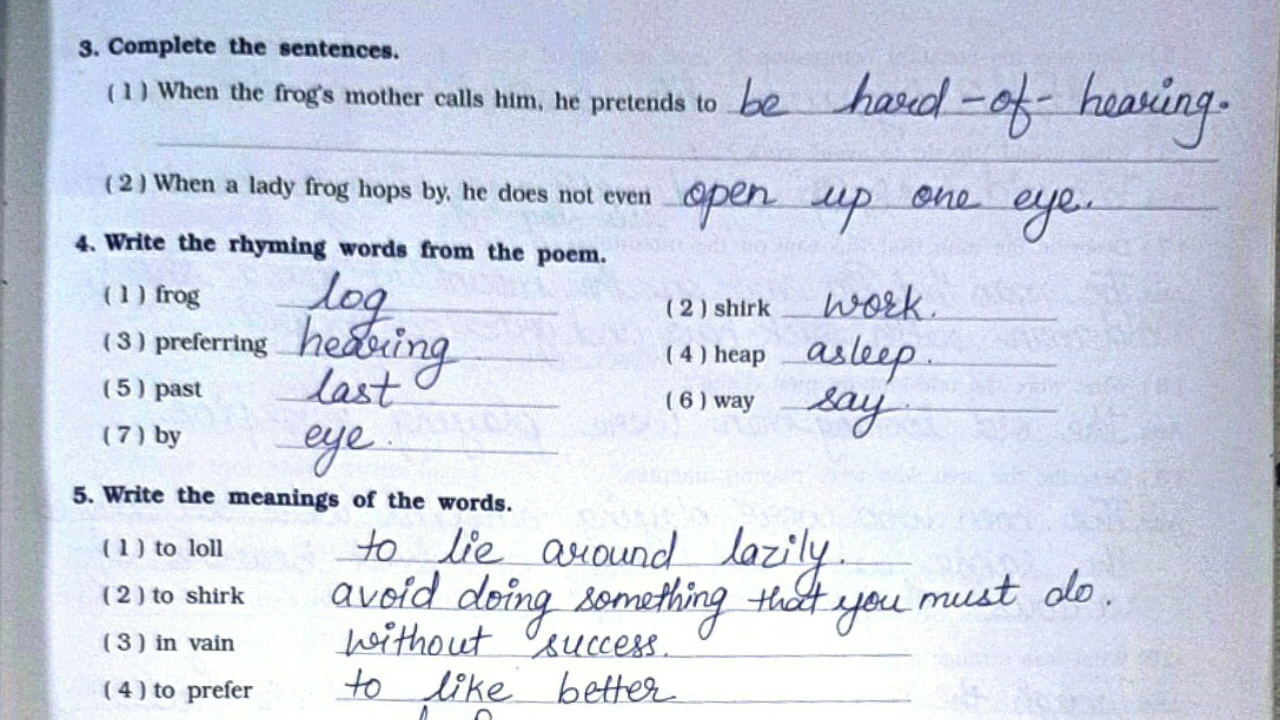 3. Complete the sentences.
(1) When the frog's mother calls him, he pretends to be hard-of-hearing.
(2) When a lady frog hops by, he does not even open up one eye.
4. Write the rhyming words from the poem.
(1) frog log (2) shirk work.
(3) preferring hearing (4) heap asleep.
(5) past last (6) way say.
(7) by eye.
5. Write the meanings of the words.
(1) to loll to lie around lazily.
(2) to shirk avoid doing something that you must do.
(3) in vain without success.
(4) to prefer to like better